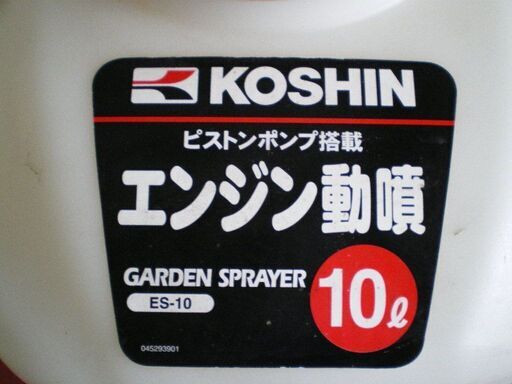 KOSHIN
ピストンポンプ搭載
エンジン動噴
GARDEN SPRAYER
ES-10
10ℓ
045293901